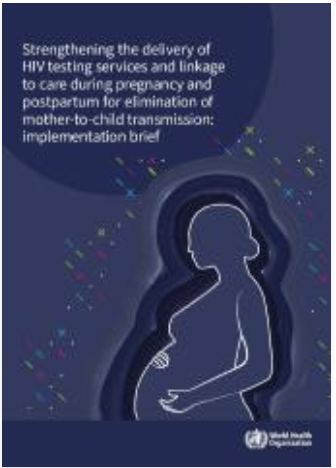 Strengthening the delivery of
HIV testing services and linkage
to care during pregnancy and
postpartum for elimination of
mother-to-child transmission:
implementation brief
World Health
Organization